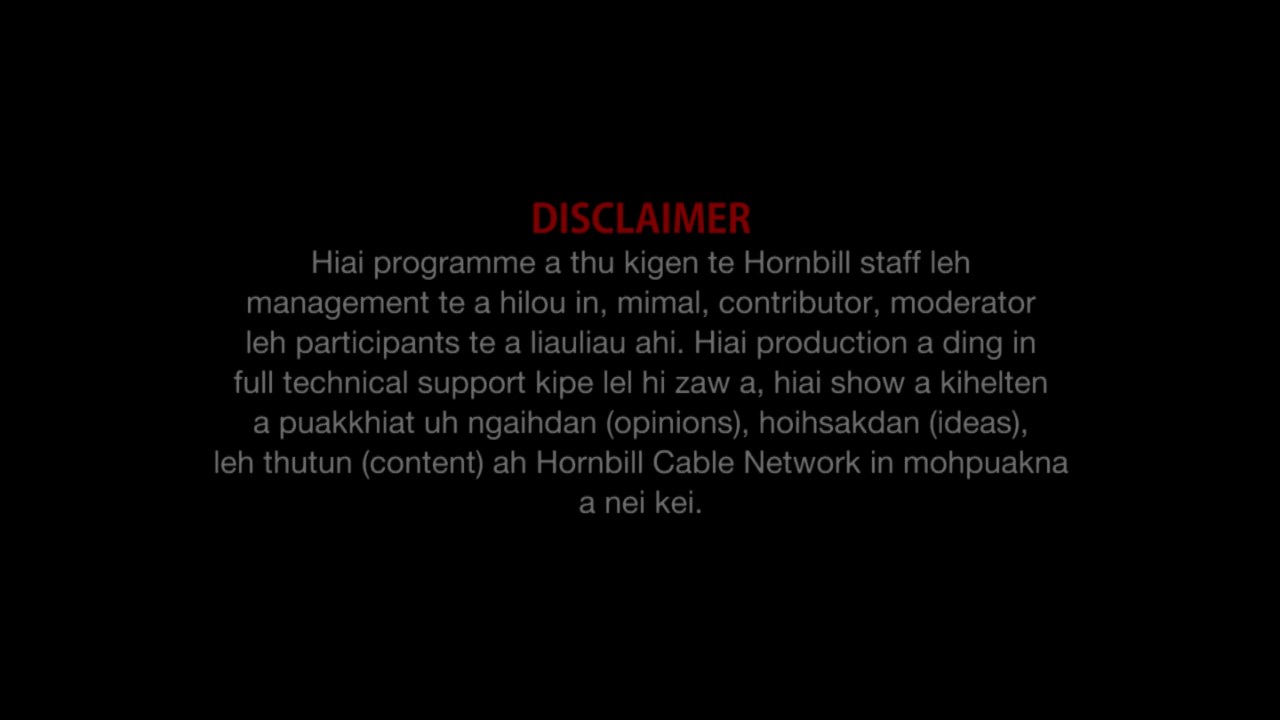 DISCLAIMER
Hiai programme a thu kigen te Hornbill staff leh
management te a hilou in, mimal, contributor, moderator
leh participants te a liauliau ahi. Hiai production a ding in
full technical support kipe lel hi zaw a, hiai show a kihelten
a puakkhiat uh ngaihdan (opinions), hoihsakdan (ideas),
leh thutun (content) ah Hornbill Cable Network in mohpuakna
a nei kei.